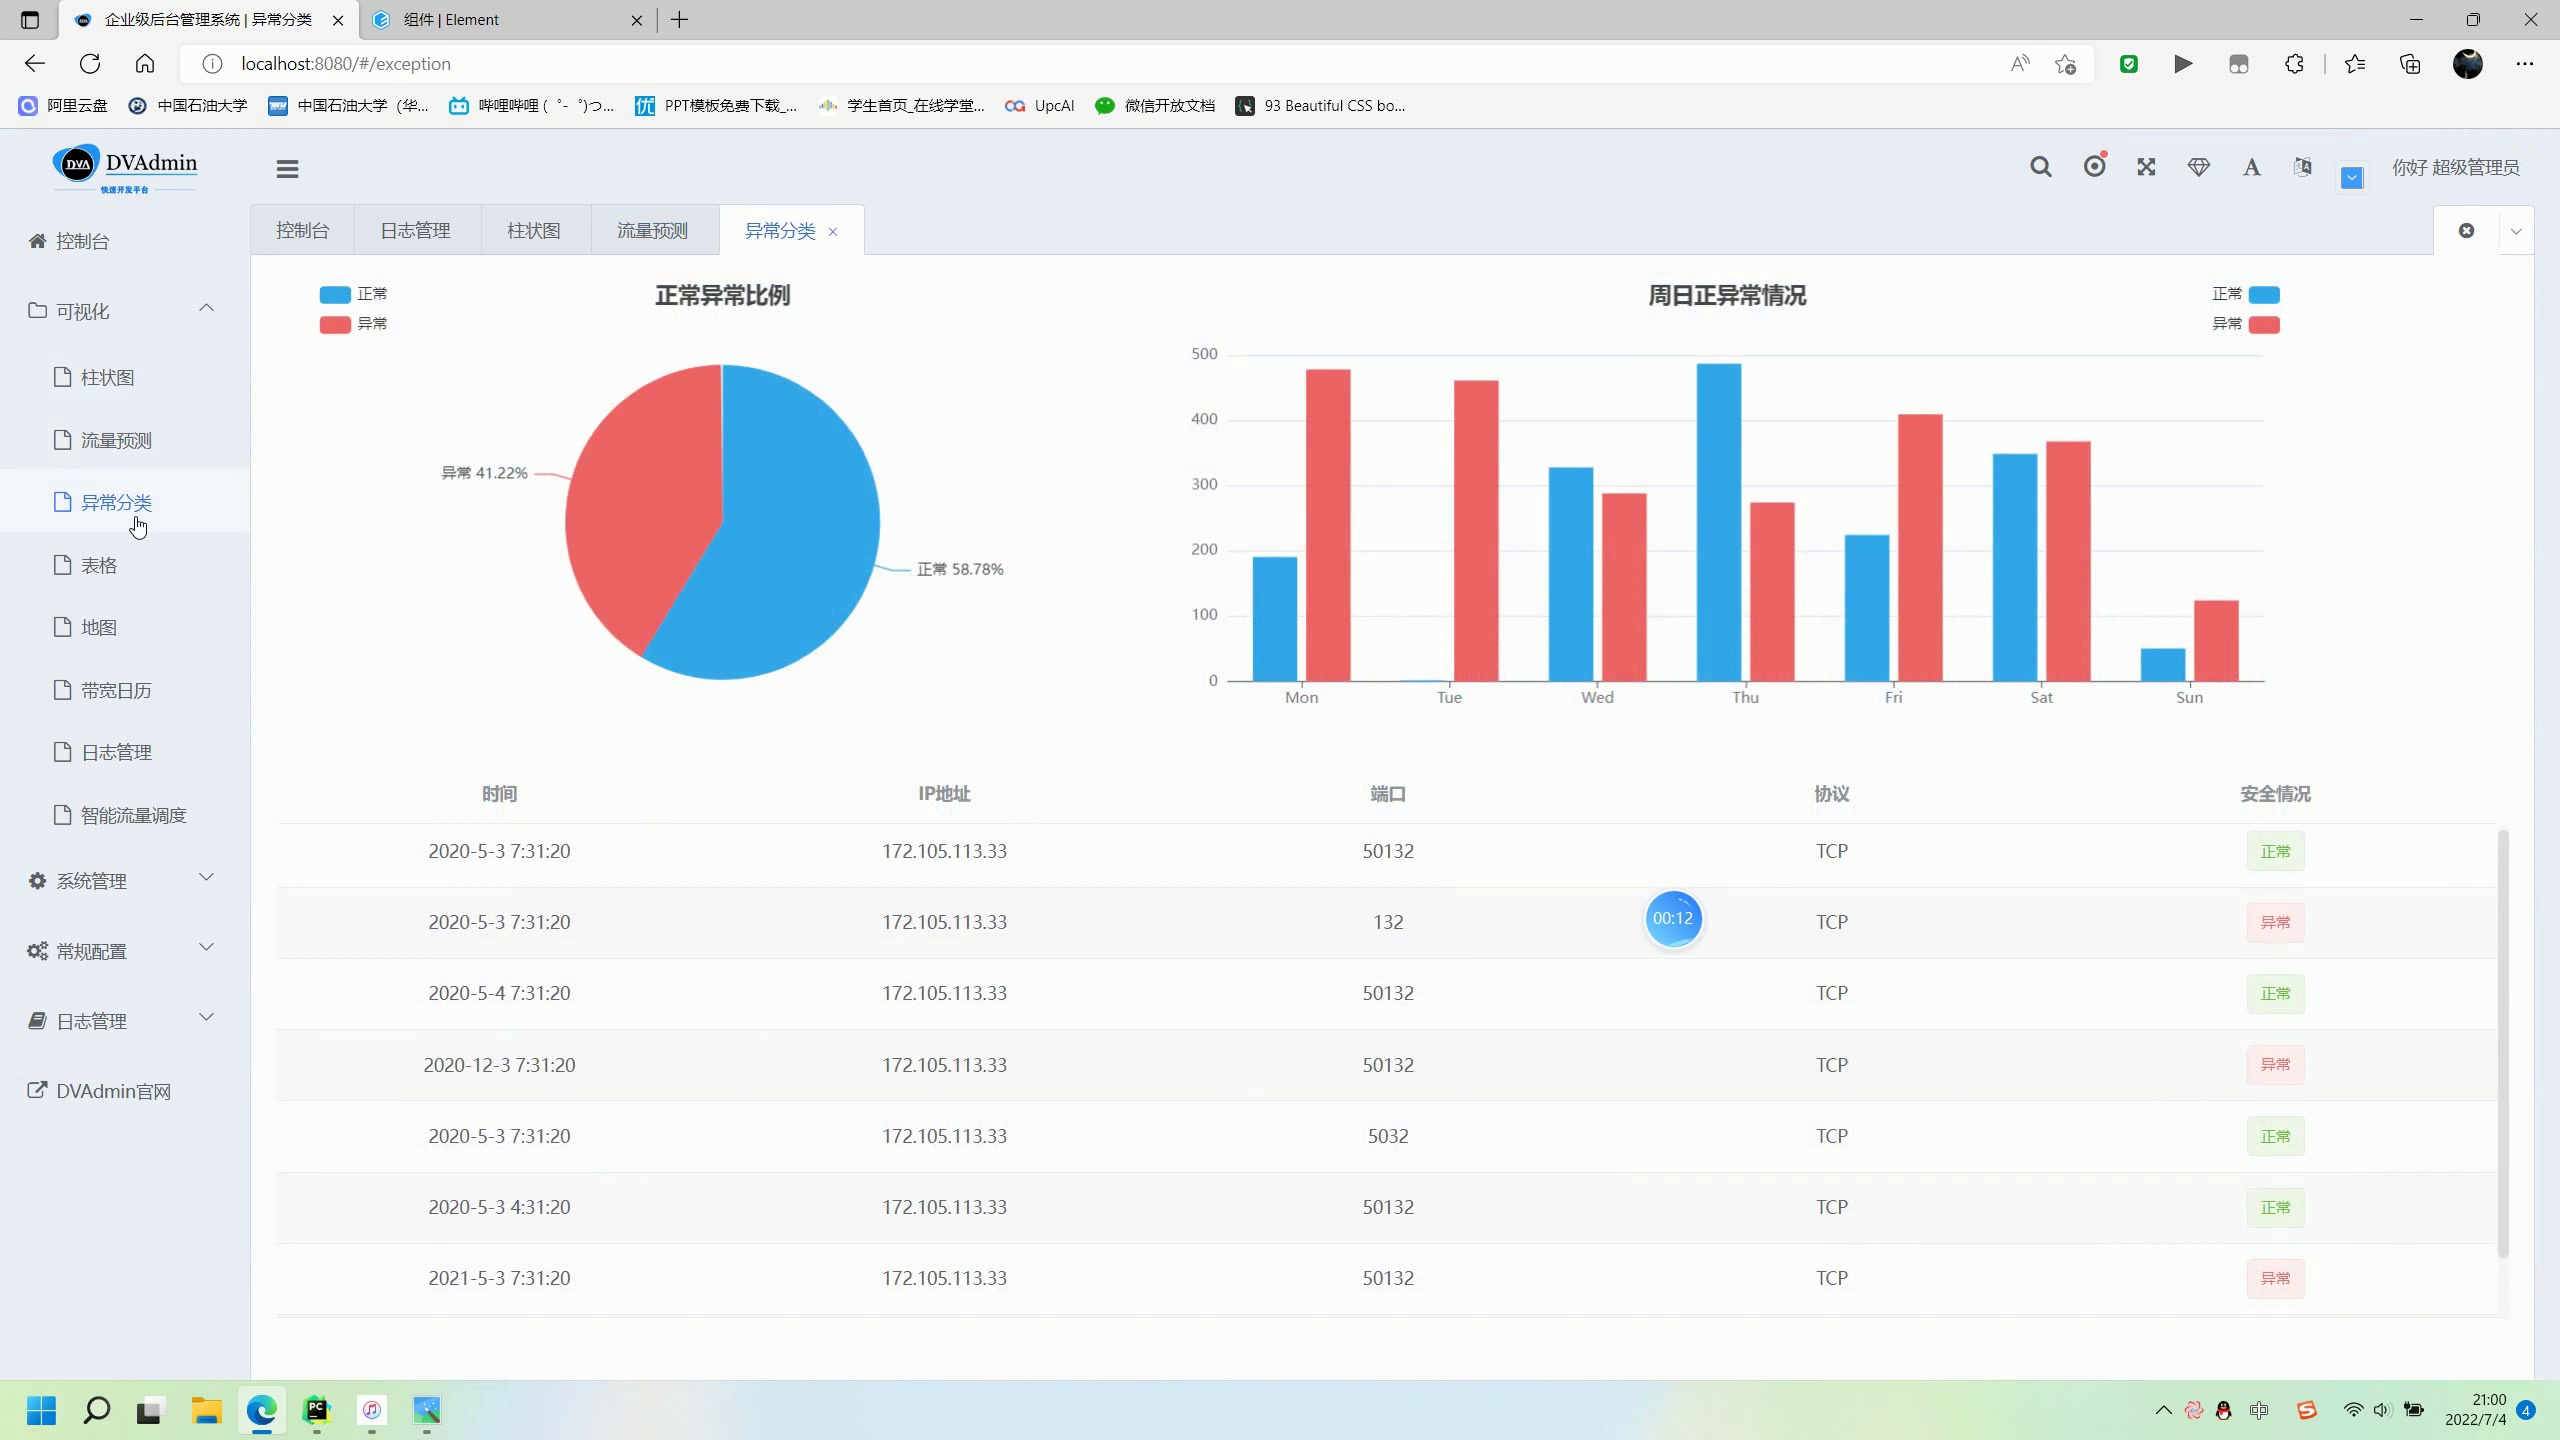 企业级后台管理系统 | 异常分类
组件 | Element
localhost:8080/#/exception
阿里云盘
中国石油大学
中国石油大学（华...
哔哩哔哩 (゜-゜)つ...
PPT模板免费下载_...
学生首页_在线学堂...
UpcAI
微信开放文档
93 Beautiful CSS bo...
DVA
DVAdmin
快速开发平台
你好 超级管理员
控制台
可视化
柱状图
流量预测
异常分类
表格
地图
带宽日历
日志管理
智能流量调度
系统管理
常规配置
日志管理
DVAdmin官网
控制台 日志管理 柱状图 流量预测 异常分类
正常
异常
正常异常比例
异常 41.22%
正常 58.78%
周日正异常情况
正常
异常
500
400
300
200
100
0
Mon Tue Wed Thu Fri Sat Sun
时间 IP地址 端口 协议 安全情况
2020-5-3 7:31:20 172.105.113.33 50132 TCP 正常
2020-5-3 7:31:20 172.105.113.33 132 TCP 异常
00:12
2020-5-4 7:31:20 172.105.113.33 50132 TCP 正常
2020-12-3 7:31:20 172.105.113.33 50132 TCP 异常
2020-5-3 7:31:20 172.105.113.33 5032 TCP 正常
2020-5-3 4:31:20 172.105.113.33 50132 TCP 正常
2021-5-3 7:31:20 172.105.113.33 50132 TCP 异常
PC
中
21:00
2022/7/4
4